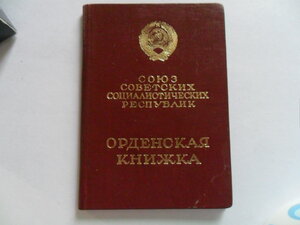 СОЮЗ
СОВЕТСКИХ
СОЦИАЛИСТИЧЕСКИХ
РЕСПУБЛИК
ОРДЕНСКАЯ
КНИЖКА